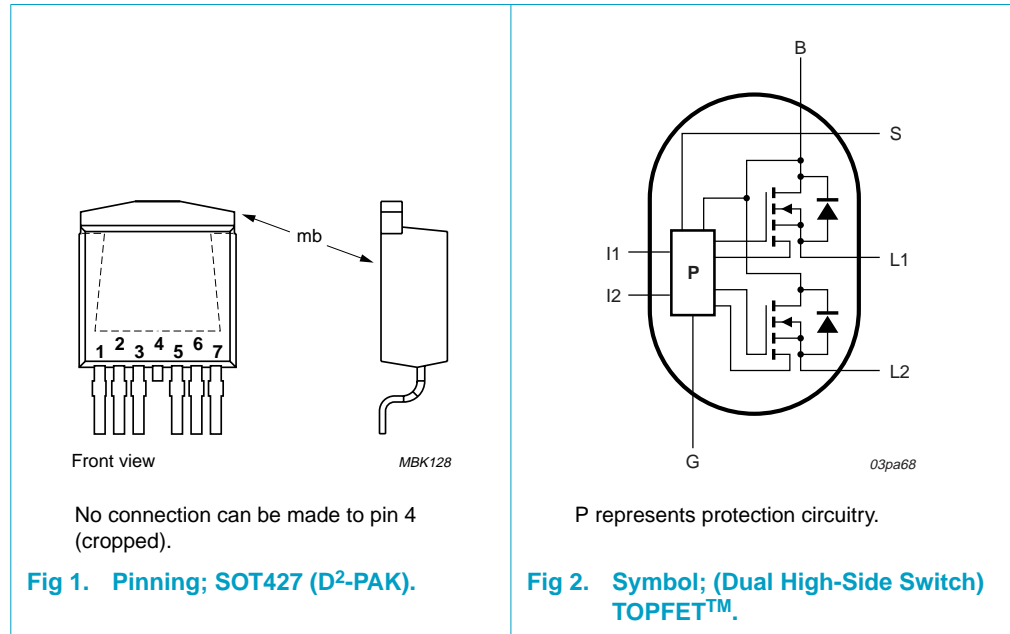 mb
1 2 3 4 5 6 7
Front view
MBK128
No connection can be made to pin 4
(cropped).
Fig 1. Pinning; SOT427 (D2-PAK).
B
S
I1
P
L1
I2
L2
G
03pa68
P represents protection circuitry.
Fig 2. Symbol; (Dual High-Side Switch)
TOPFETTM.